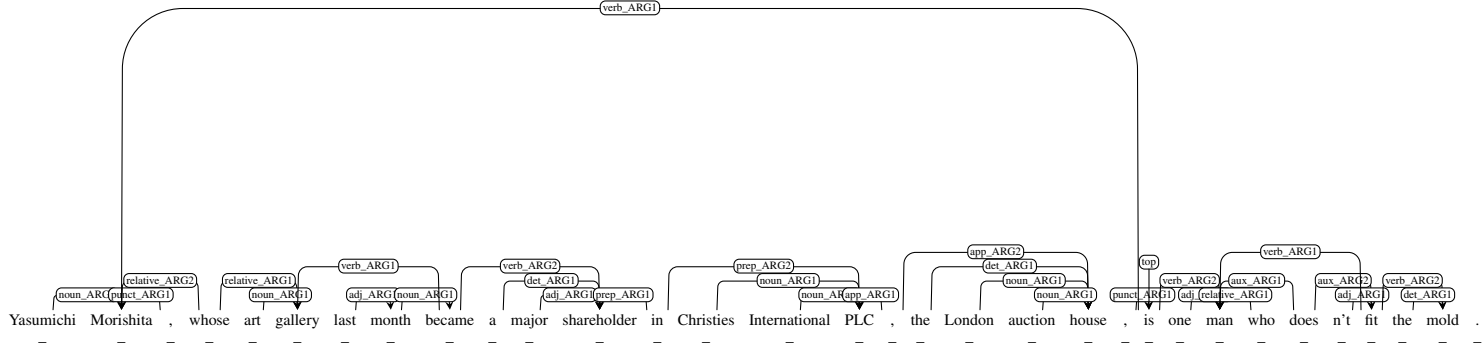 verb_ARG1
app_ARG2
verb_ARG1
top
verb_ARG1 verb_ARG2 prep_ARG2 det_ARG1
relative_ARG2 relative_ARG1 det_ARG1 noun_ARG1 noun_ARG1 verb_ARG2 aux_ARG1 aux_ARG2 verb_ARG2
punct_ARG1 noun_ARG1 noun_ARG1 adj_ARG1 prep_ARG1 app_ARG1 noun_ARG1 punct_ARG1 relative_ARG1 adj_ARG1 det_ARG1
Yasumichi Morishita , whose art gallery last month became a major shareholder in Christies International PLC , the London auction house , is one man who does n't fit the mold .
_ _ _ _ _ _ _ _ _ _ _ _ _ _ _ _ _ _ _ _ _ _ _ _ _ _ _ _ _ _ _ _